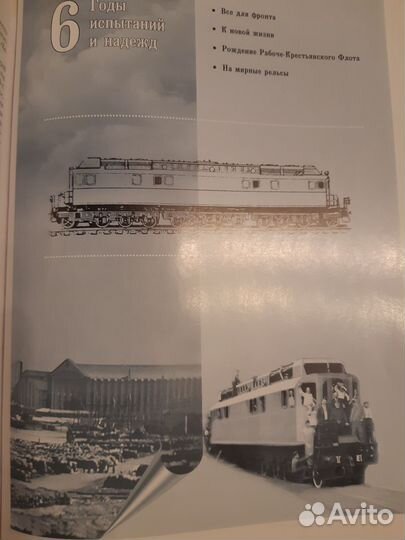 6
Годы
испытаний
и надежд
• Все для фронта
• К новой жизни
• Рождение Рабоче-Крестьянского Флота
• На мирные рельсы
Avito